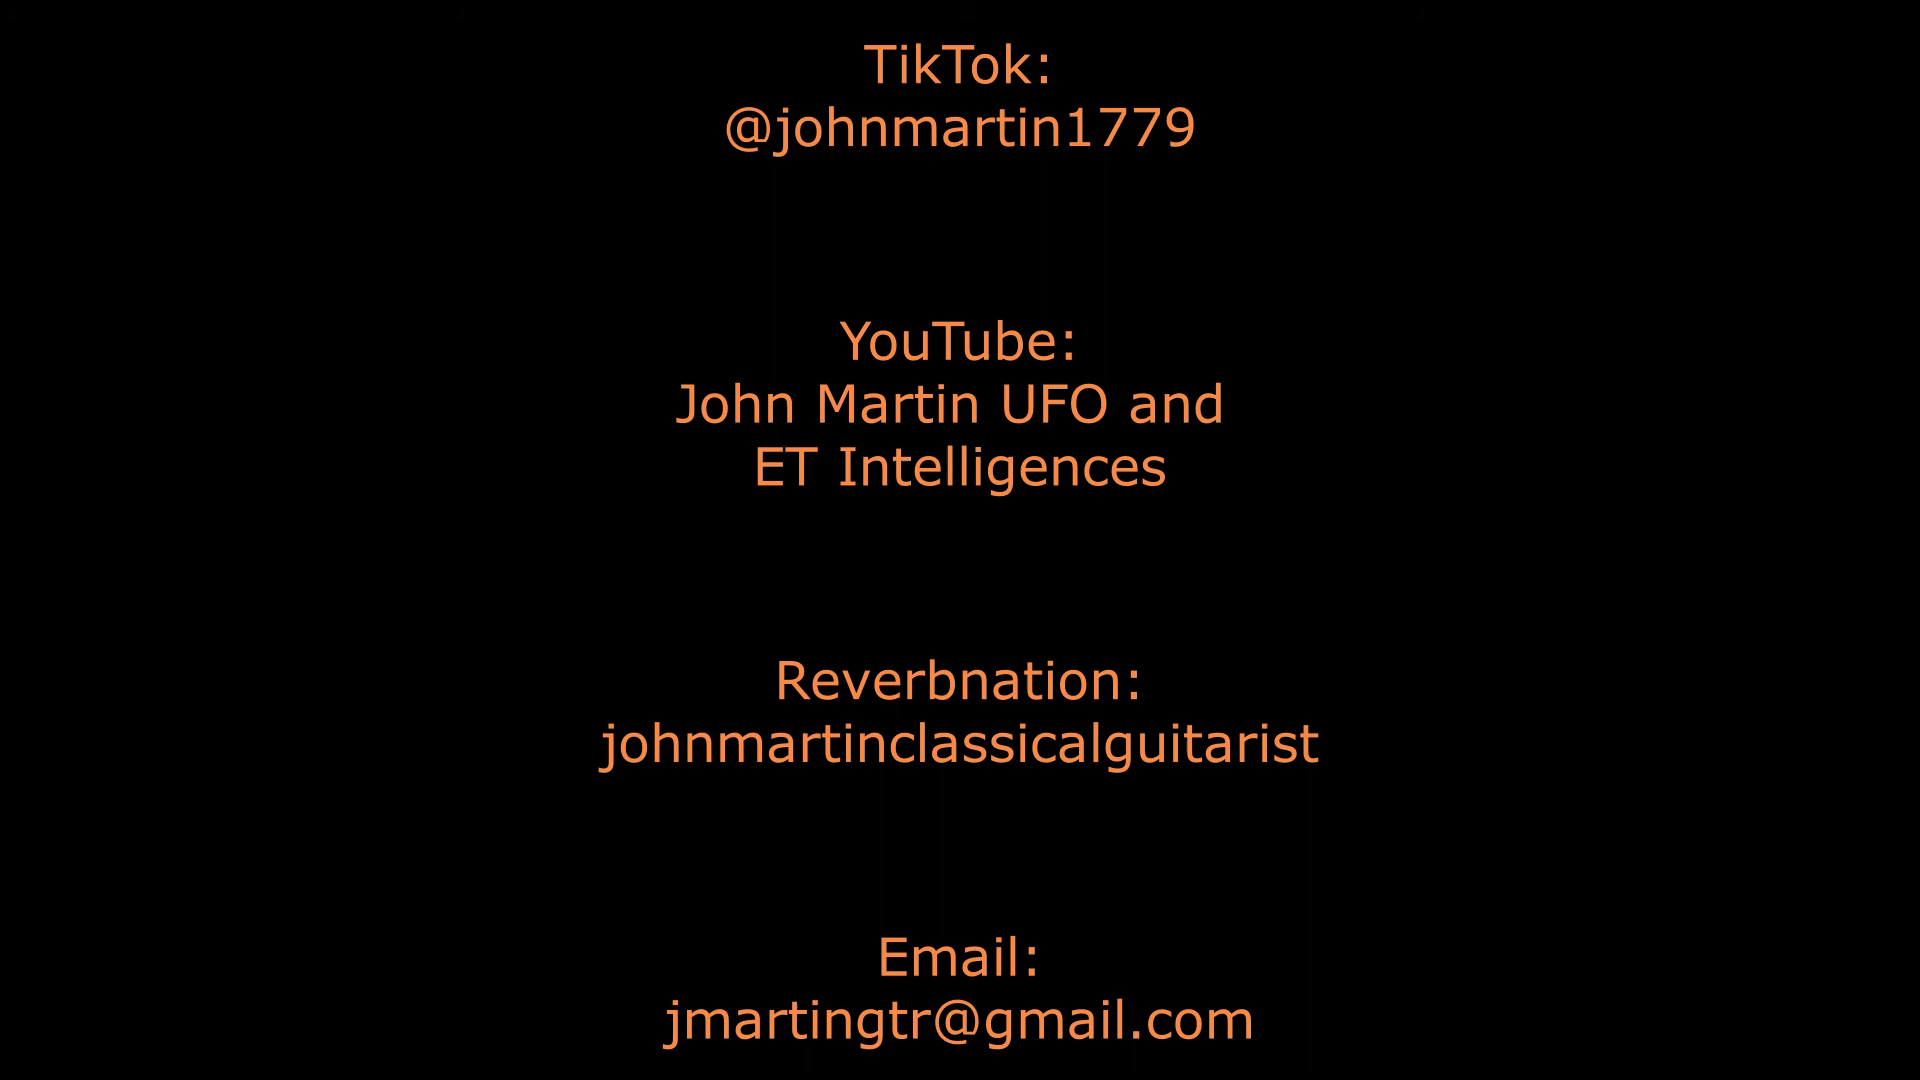 TikTok:
@johnmartin1779
YouTube:
John Martin UFO and
ET Intelligences
Reverbnation:
johnmartinclassicalguitarist
Email:
jmartingtr@gmail.com